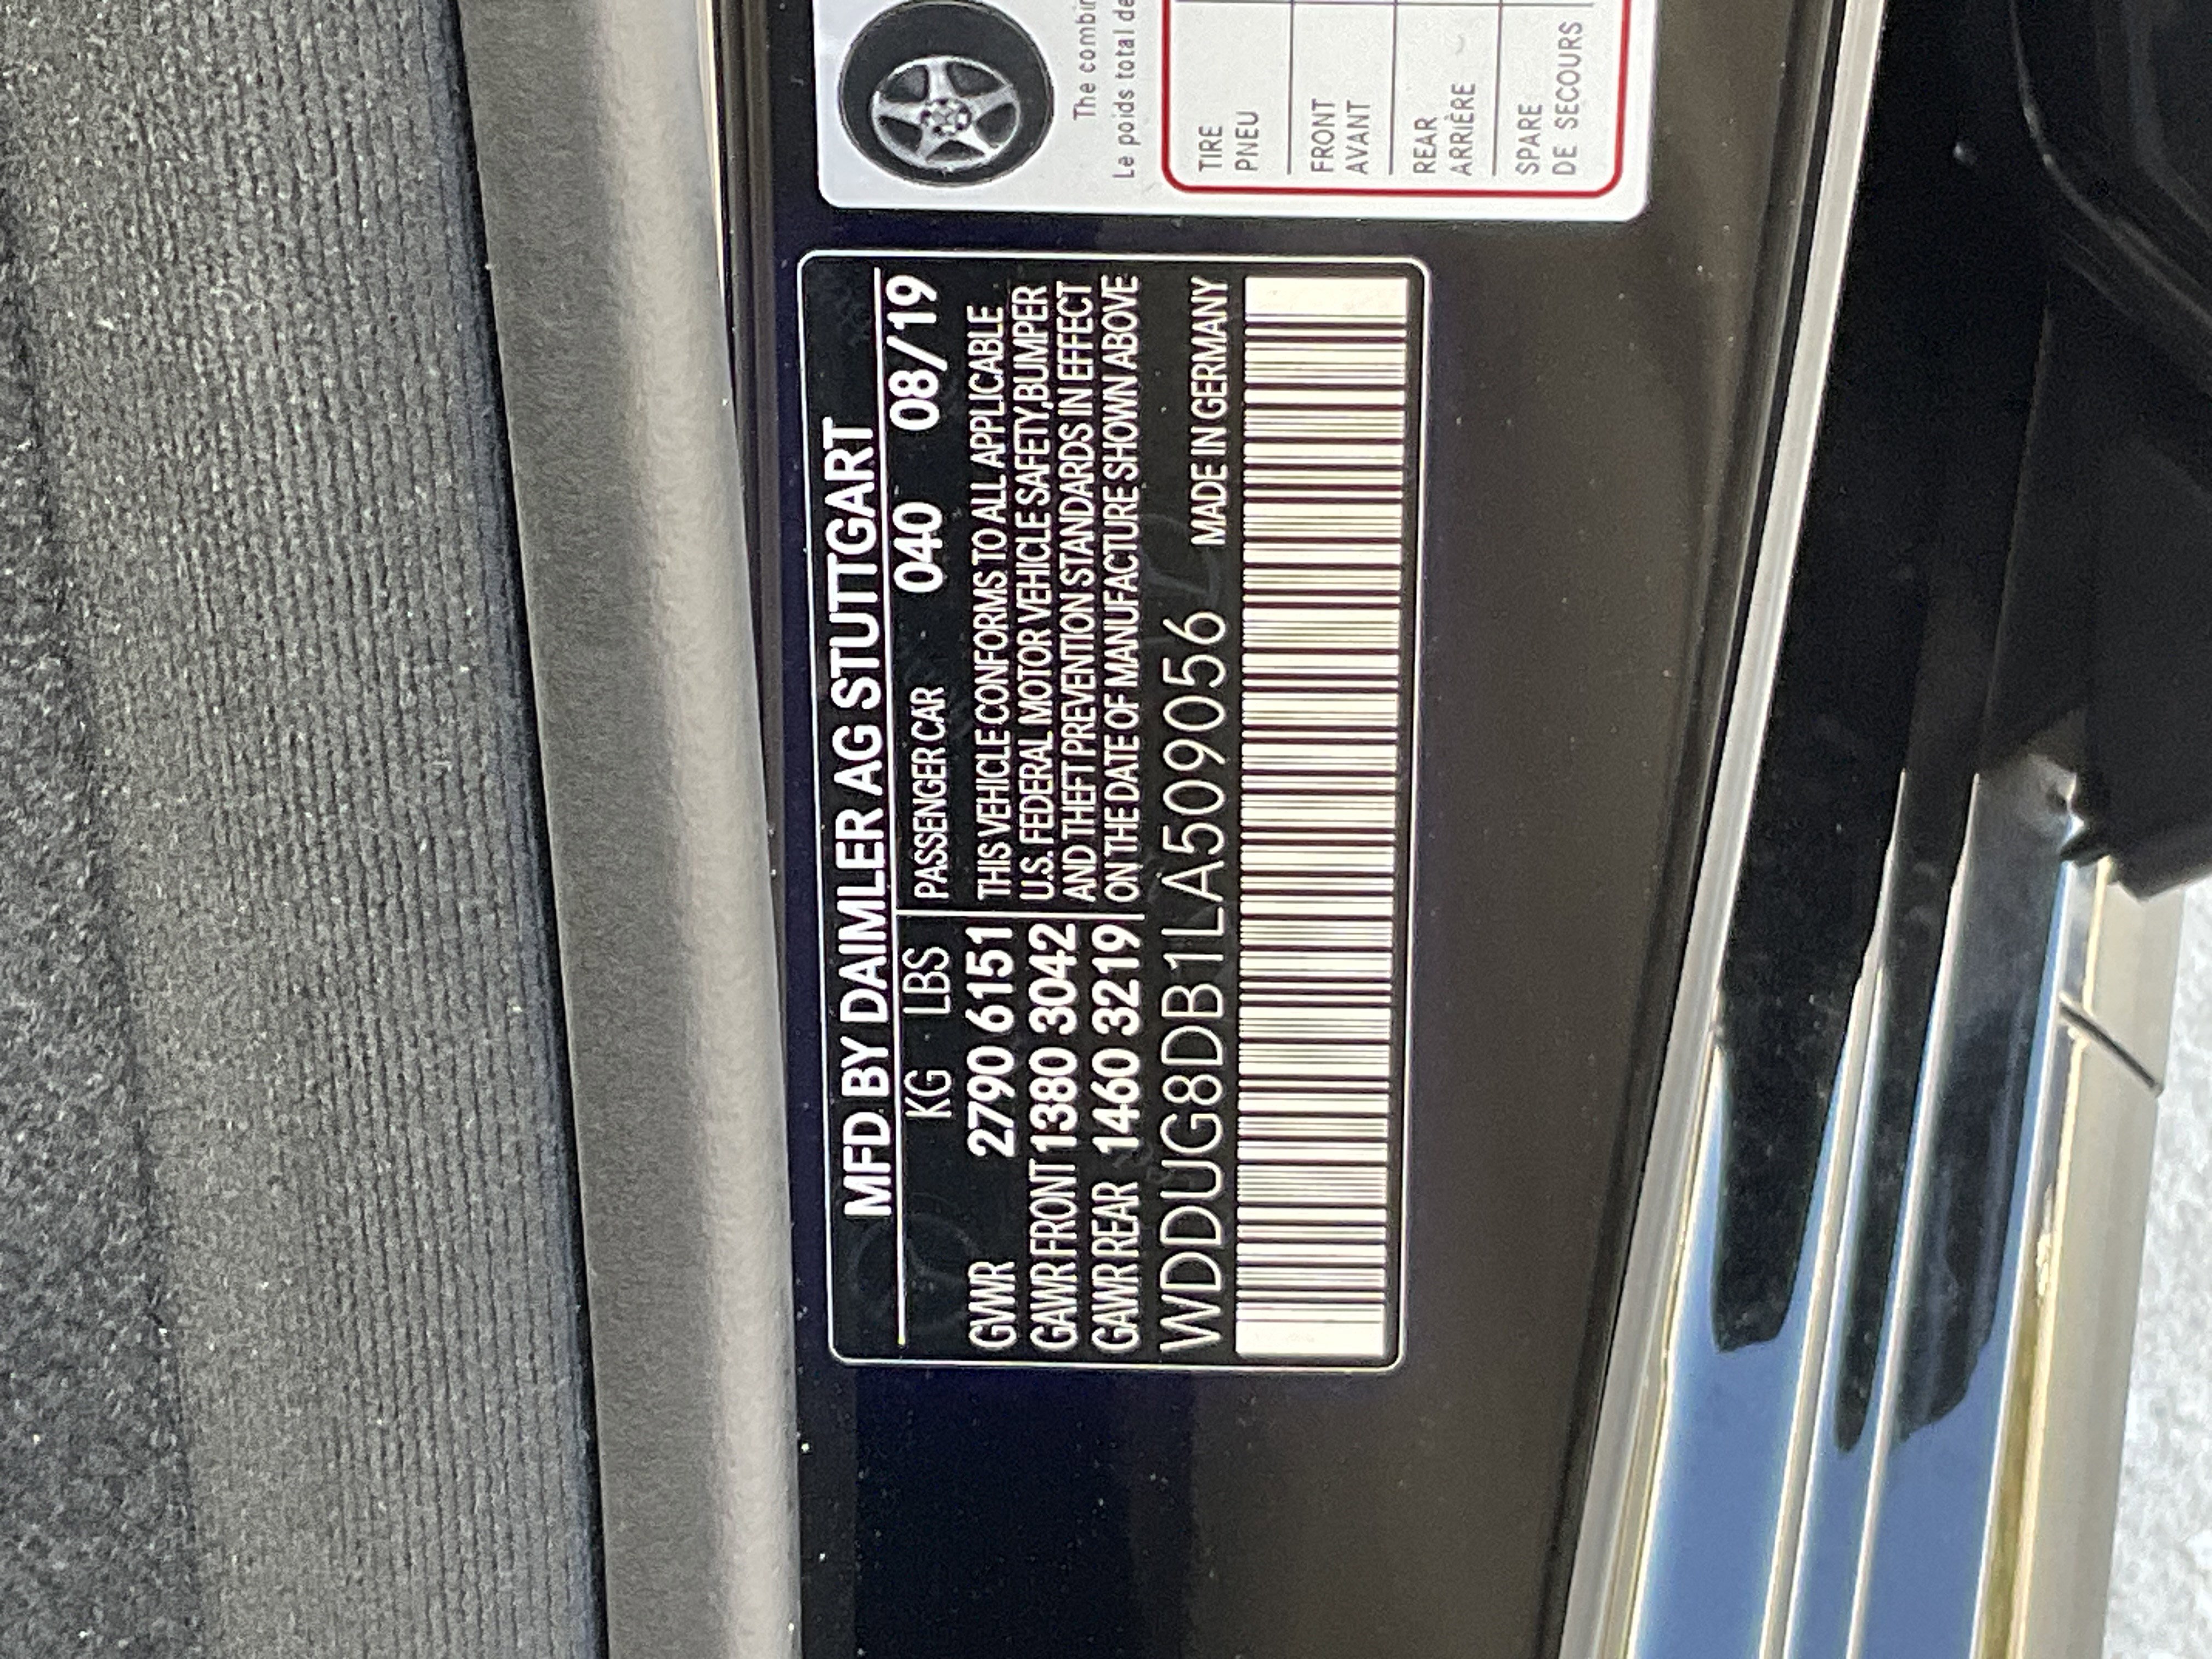 MFD BY DAIMLER AG STUTTGART
KG LBS PASSENGER CAR 040 08/19
GVWR 2790 6151
GAWR FRONT 1380 3042
GAWR REAR 1460 3219
THIS VEHICLE CONFORMS TO ALL APPLICABLE
U.S. FEDERAL MOTOR VEHICLE SAFETY,BUMPER
AND THEFT PREVENTION STANDARDS IN EFFECT
ON THE DATE OF MANUFACTURE SHOWN ABOVE
WDDUG8DB1LA509056 MADE IN GERMANY
The combin
Le poids total de
TIRE
PNEU
FRONT
AVANT
REAR
ARRIÈRE
SPARE
DE SECOURS